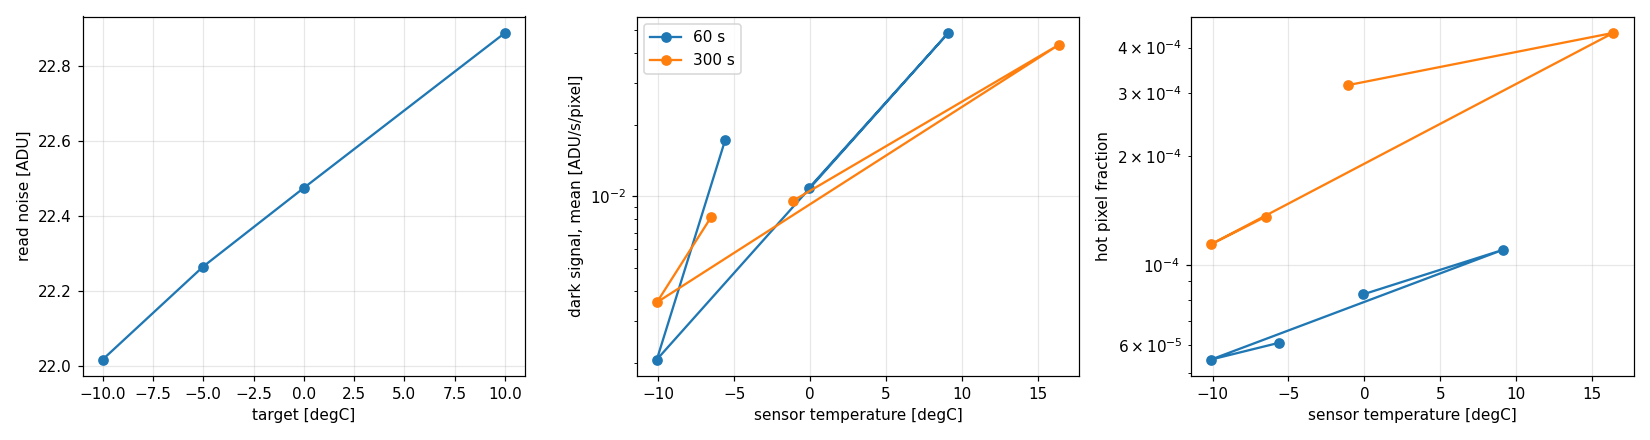 read noise [ADU]
22.8
22.6
22.4
22.2
22.0
−10.0 −7.5 −5.0 −2.5 0.0 2.5 5.0 7.5 10.0
target [degC]
dark signal, mean [ADU/s/pixel]
60 s
300 s
10⁻²
−10 −5 0 5 10 15
sensor temperature [degC]
hot pixel fraction
4 × 10⁻⁴
3 × 10⁻⁴
2 × 10⁻⁴
10⁻⁴
6 × 10⁻⁵
−10 −5 0 5 10 15
sensor temperature [degC]